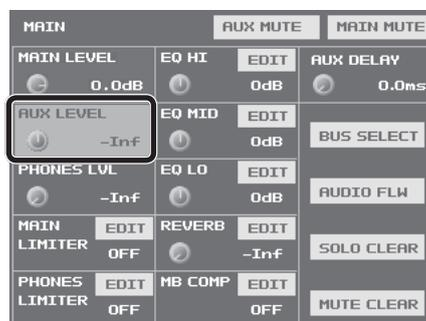 MAIN
AUX MUTE
MAIN MUTE
MAIN LEVEL
0.0dB
EQ HI
EDIT
0dB
AUX DELAY
0.0ms
AUX LEVEL
-Inf
EQ MID
EDIT
0dB
BUS SELECT
PHONES LVL
-Inf
EQ LO
EDIT
0dB
AUDIO FLW
MAIN
LIMITER
EDIT
OFF
REVERB
EDIT
-Inf
SOLO CLEAR
PHONES
LIMITER
EDIT
OFF
MB COMP
EDIT
OFF
MUTE CLEAR